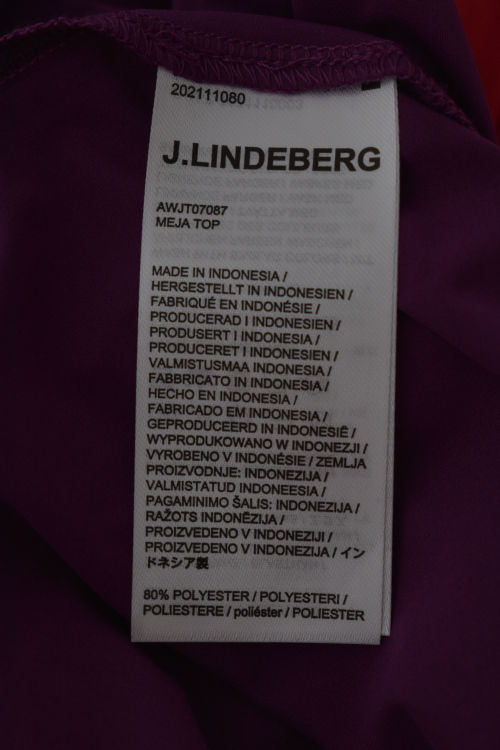 202111080
J.LINDEBERG
AWJT07087
MEJA TOP
MADE IN INDONESIA /
HERGESTELLT IN INDONESIEN /
FABRIQUÉ EN INDONÉSIE /
PRODUCERAD I INDONESIEN /
PRODUSERT I INDONESIA /
PRODUCERET I INDONESIEN /
VALMISTUSMAA INDONESIA /
FABBRICATO IN INDONESIA /
HECHO EN INDONESIA /
FABRICADO EM INDONESIA /
GEPRODUCEERD IN INDONESIË /
WYPRODUKOWANO W INDONEZJI /
VYROBENO V INDONÉSIE / ZEMLJA
PROIZVODNJE: INDONEZIJA /
VALMISTATUD INDONEESIA /
PAGAMINIMO ŠALIS: INDONEZIJA /
RAŽOTS INDONĒZIJA /
PROIZVEDENO V INDONEZIJI /
PROIZVEDENO V INDONEZIJA / イン
ドネシア製
80% POLYESTER / POLYESTERI /
POLIESTERE / poliéster / POLIESTER